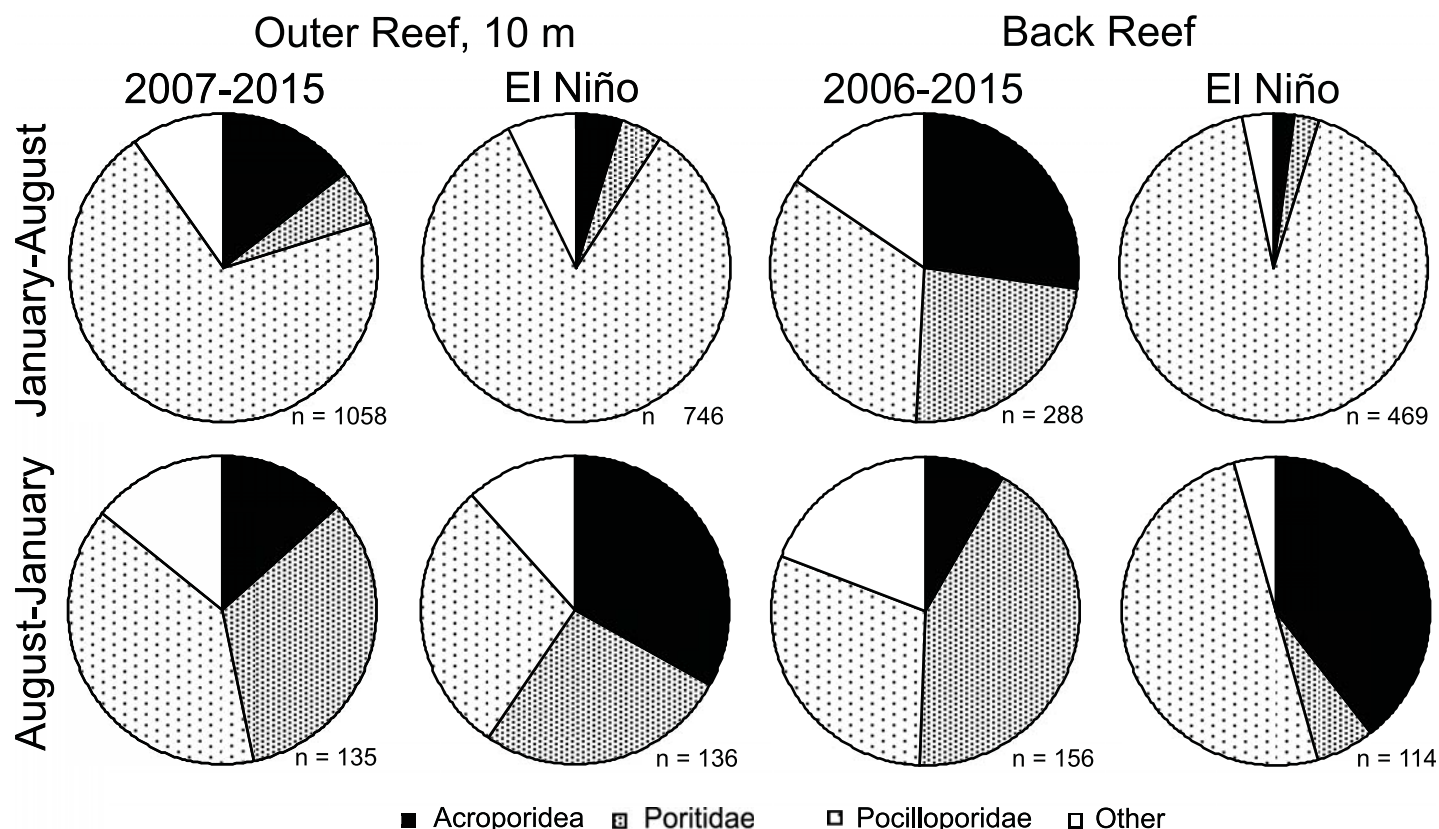 Outer Reef, 10 m Back Reef
2007-2015 El Niño 2006-2015 El Niño
January-August
n = 1058 n 746 n = 288 n = 469
August-January
n = 135 n = 136 n = 156 n = 114
Acroporidea Poritidae Pocilloporidae Other